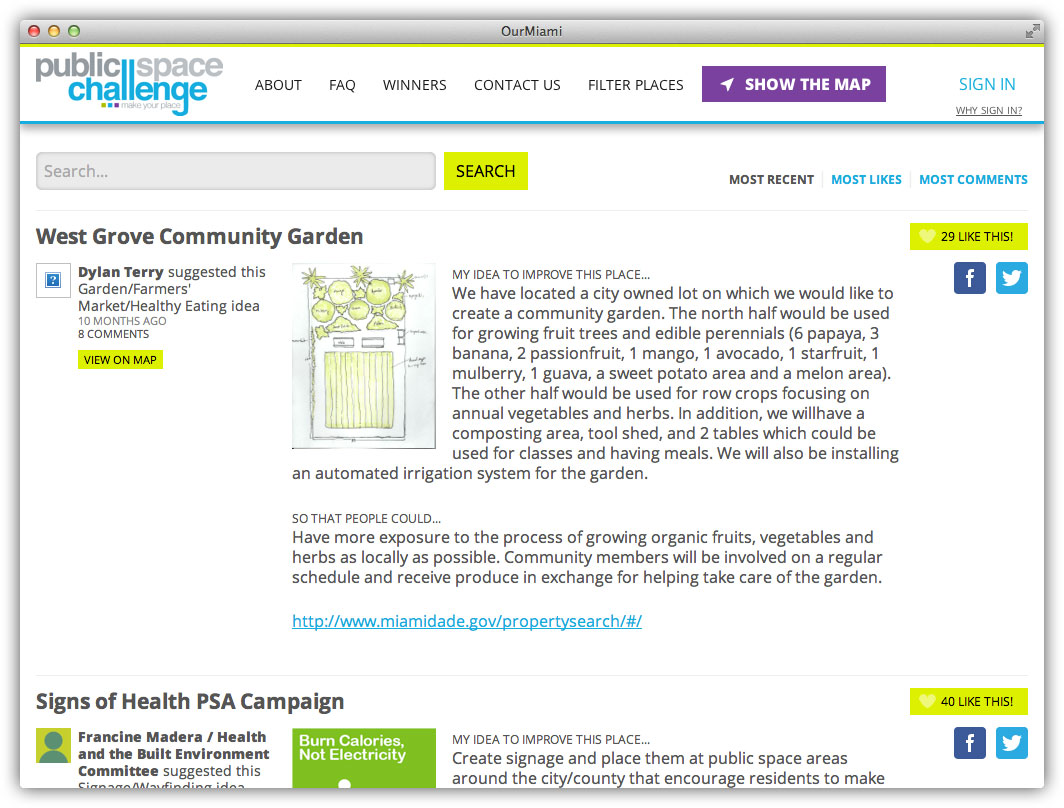 OurMiami
public space
challenge
make your place
ABOUT FAQ WINNERS CONTACT US FILTER PLACES SHOW THE MAP SIGN IN
WHY SIGN IN?
Search... SEARCH
MOST RECENT MOST LIKES MOST COMMENTS
West Grove Community Garden
29 LIKE THIS!
Dylan Terry suggested this
Garden/Farmers'
Market/Healthy Eating idea
10 MONTHS AGO
8 COMMENTS
VIEW ON MAP
MY IDEA TO IMPROVE THIS PLACE...
We have located a city owned lot on which we would like to
create a community garden. The north half would be used
for growing fruit trees and edible perennials (6 papaya, 3
banana, 2 passionfruit, 1 mango, 1 avocado, 1 starfruit, 1
mulberry, 1 guava, a sweet potato area and a melon area).
The other half would be used for row crops focusing on
annual vegetables and herbs. In addition, we willhave a
composting area, tool shed, and 2 tables which could be
used for classes and having meals. We will also be installing
an automated irrigation system for the garden.
SO THAT PEOPLE COULD...
Have more exposure to the process of growing organic fruits, vegetables and
herbs as locally as possible. Community members will be involved on a regular
schedule and receive produce in exchange for helping take care of the garden.
http://www.miamidade.gov/propertysearch/#/
Signs of Health PSA Campaign
40 LIKE THIS!
Francine Madera / Health
and the Built Environment
Committee suggested this
Signage/Wayfinding idea
Burn Calories,
Not Electricity
MY IDEA TO IMPROVE THIS PLACE...
Create signage and place them at public space areas
around the city/county that encourage residents to make